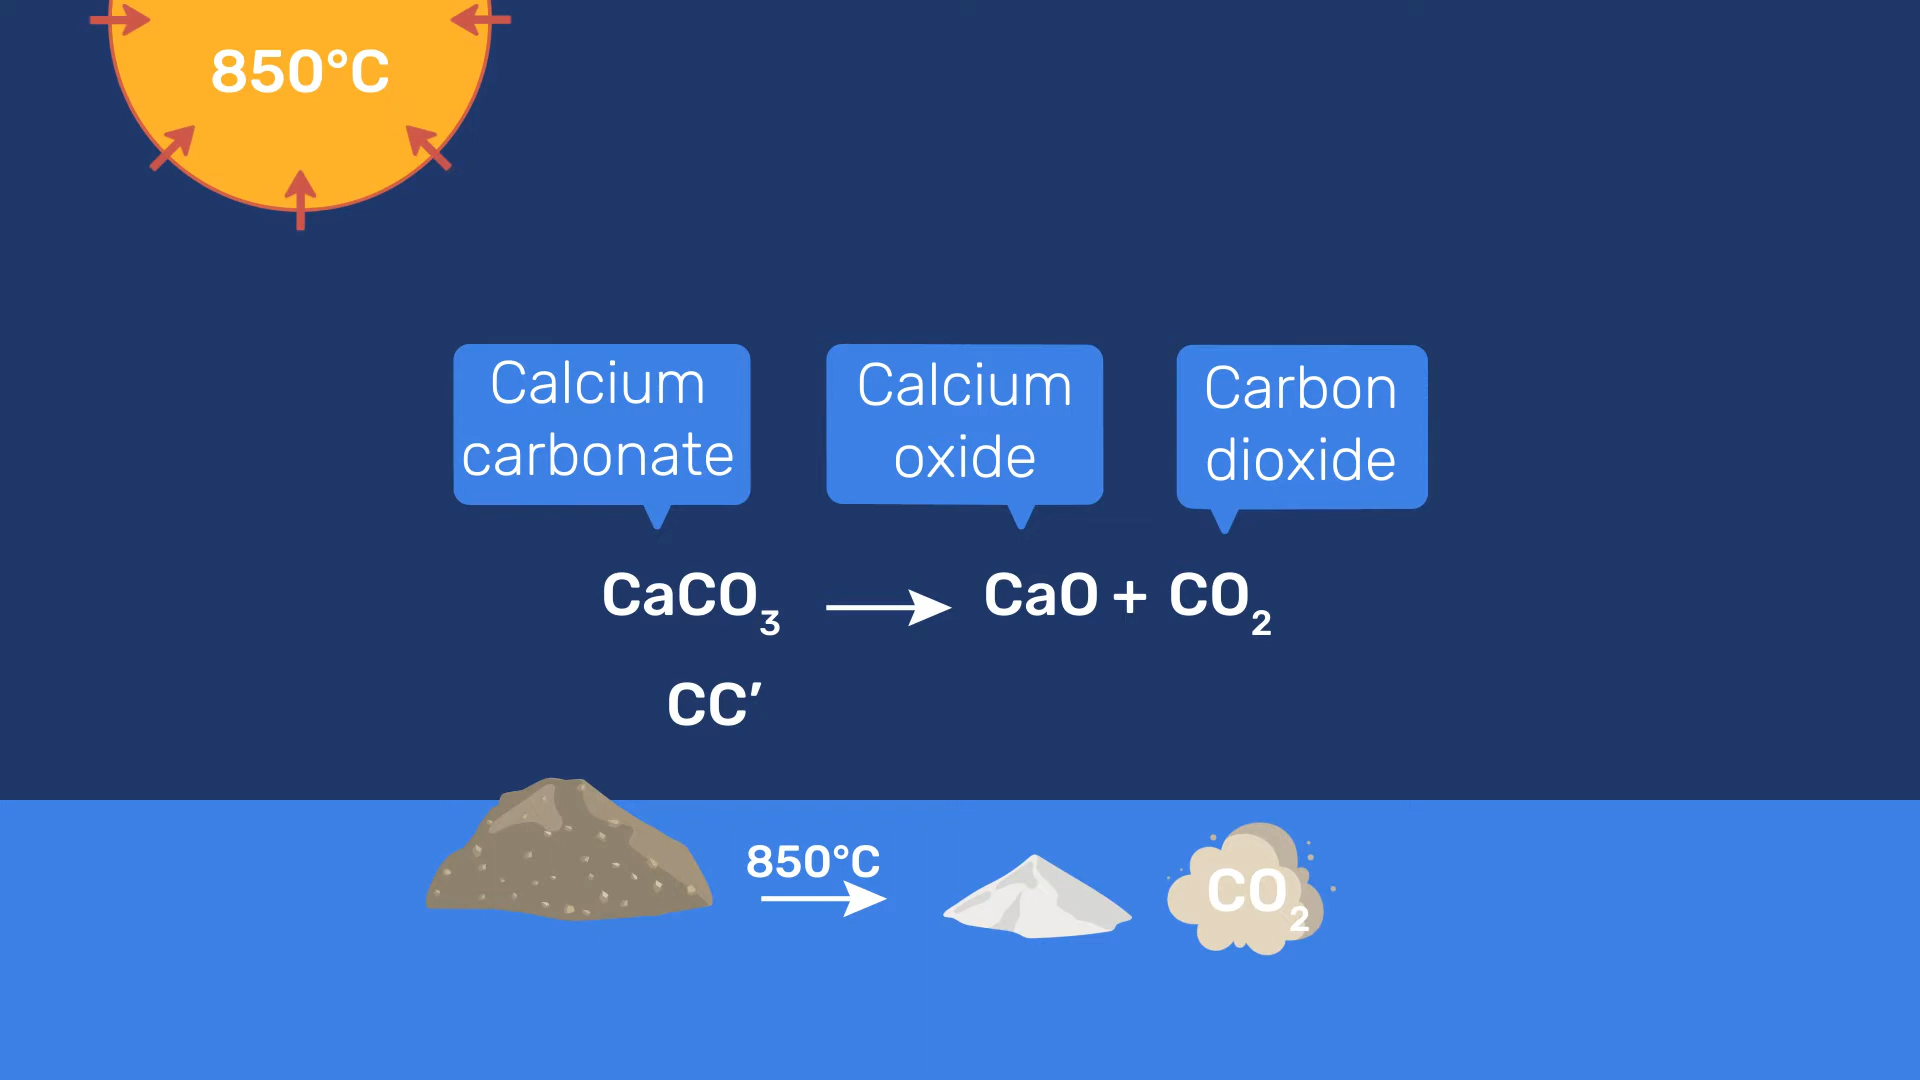 850°C
Calcium
carbonate
Calcium
oxide
Carbon
dioxide
CaCO₃ → CaO + CO₂
CC′
850°C
CO₂